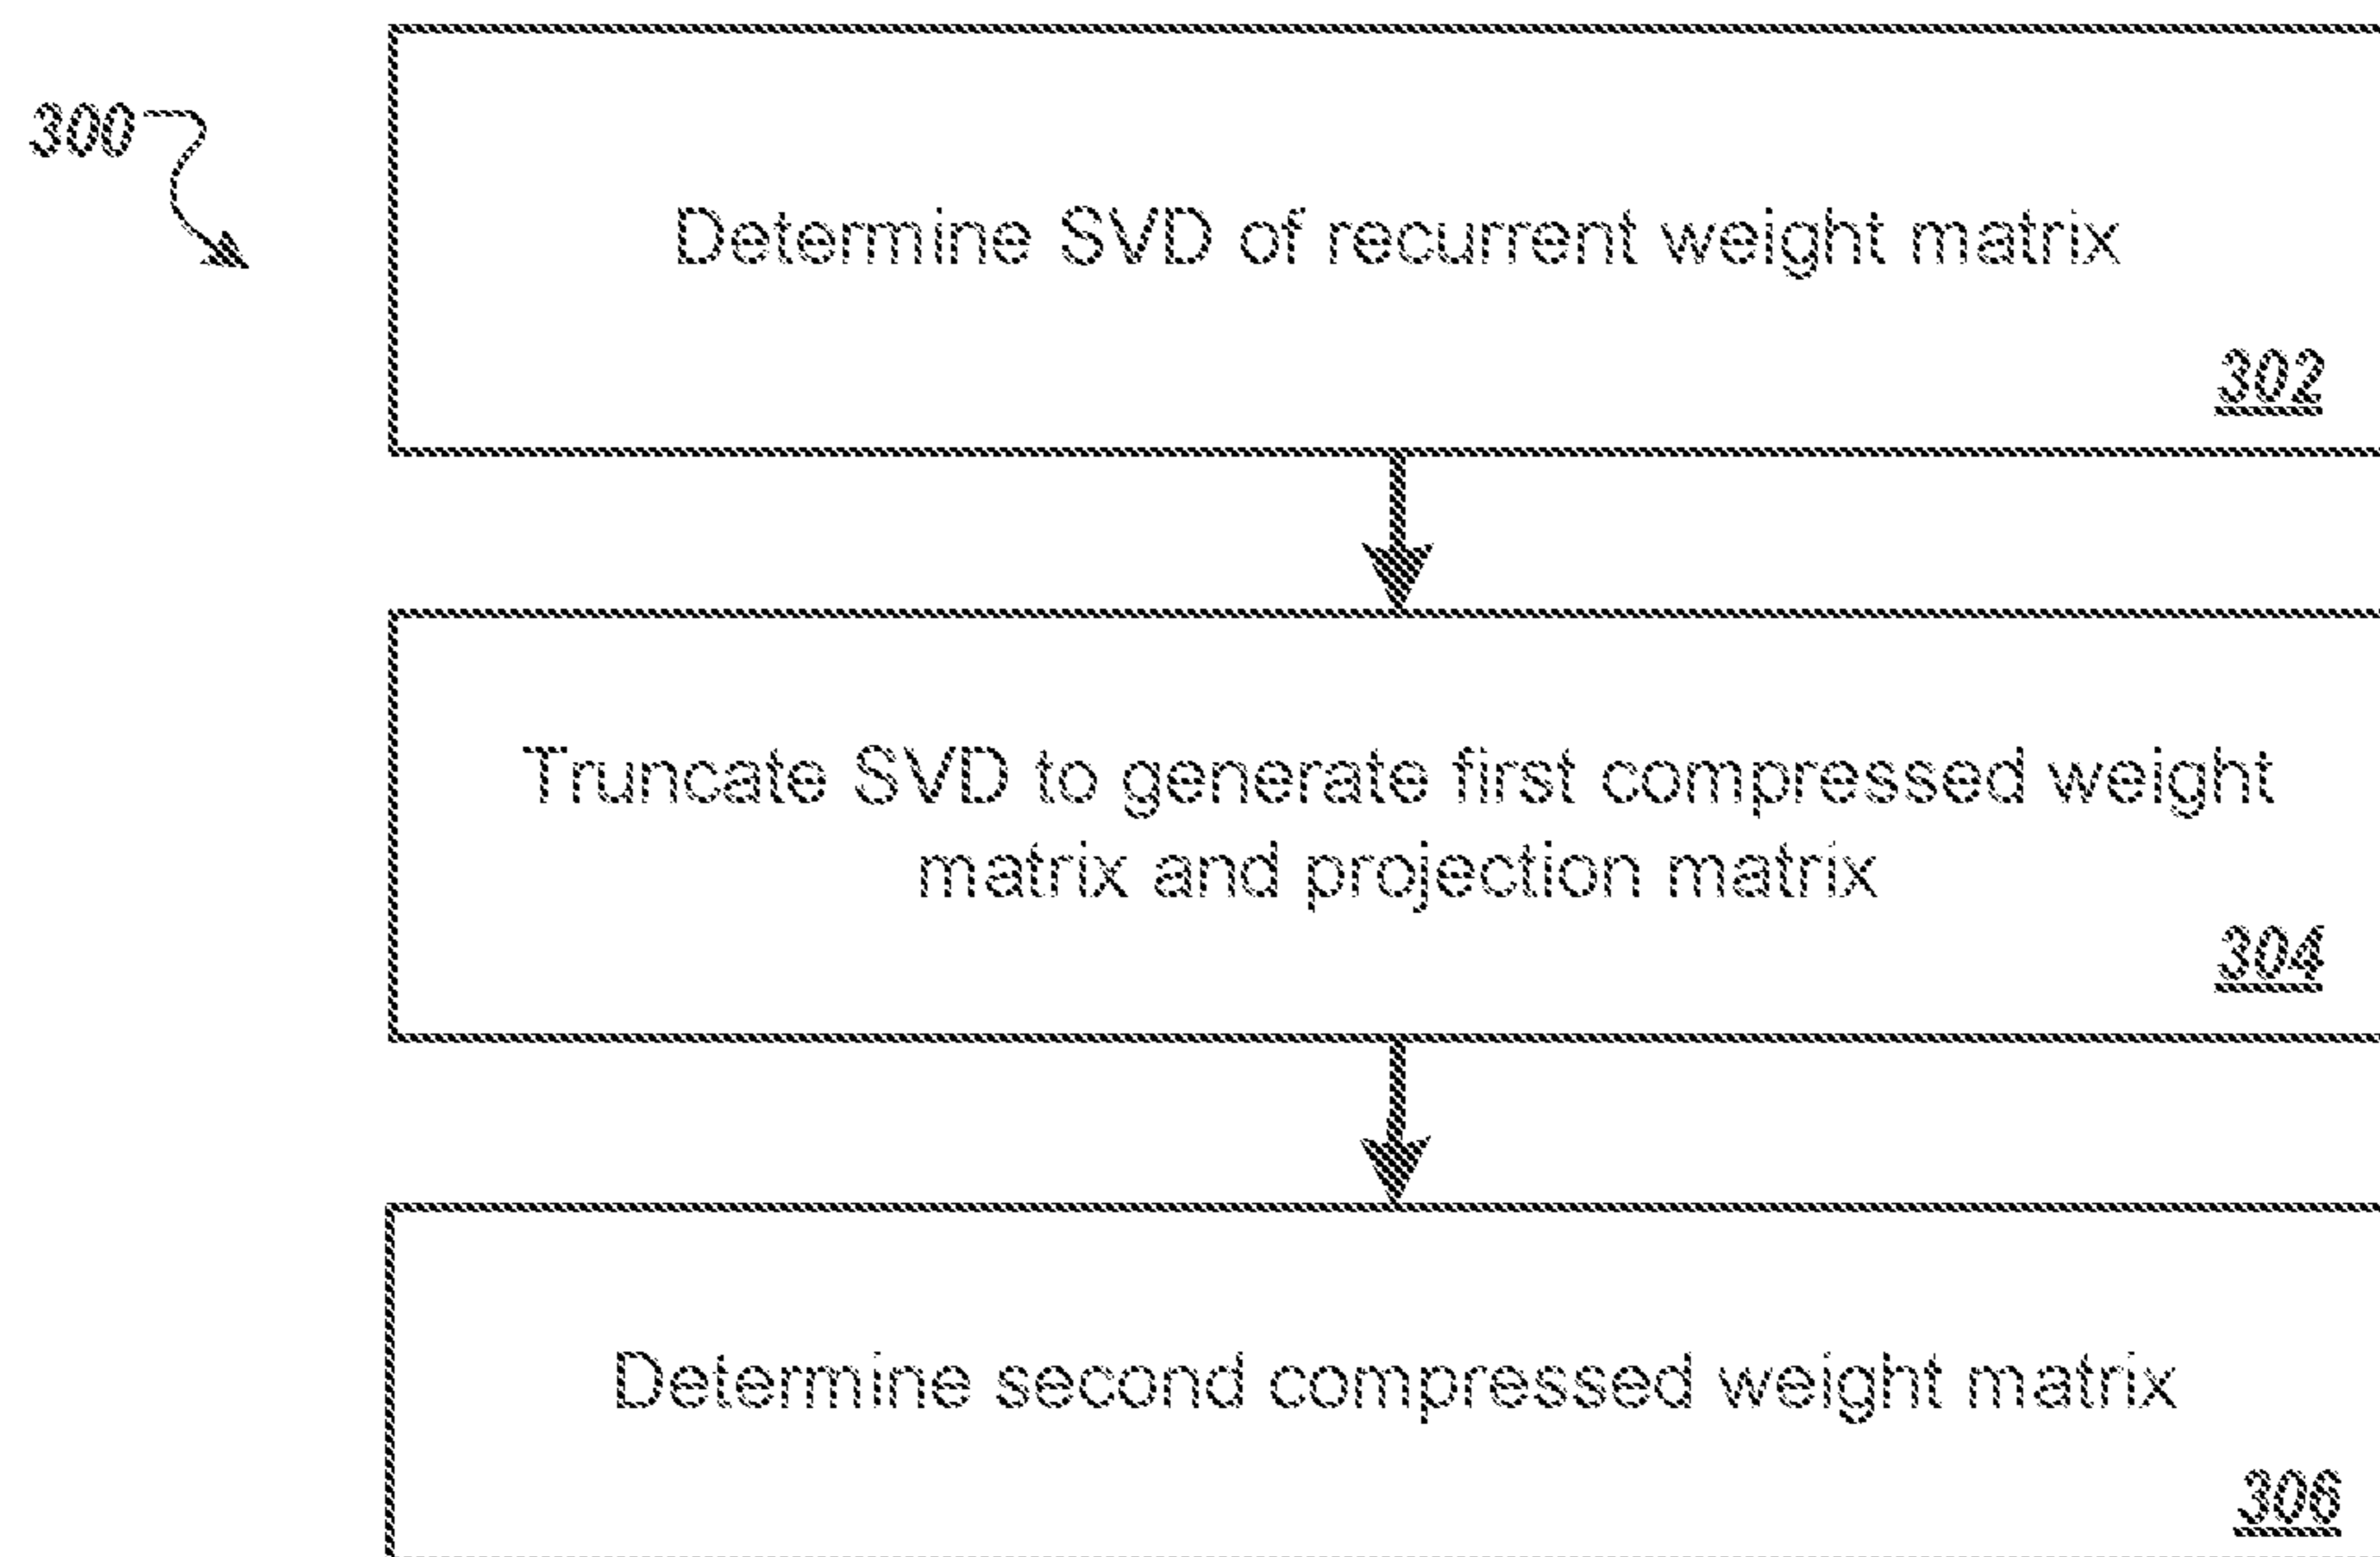 300
Determine SVD of recurrent weight matrix
302
Truncate SVD to generate first compressed weight
matrix and projection matrix
304
Determine second compressed weight matrix
306